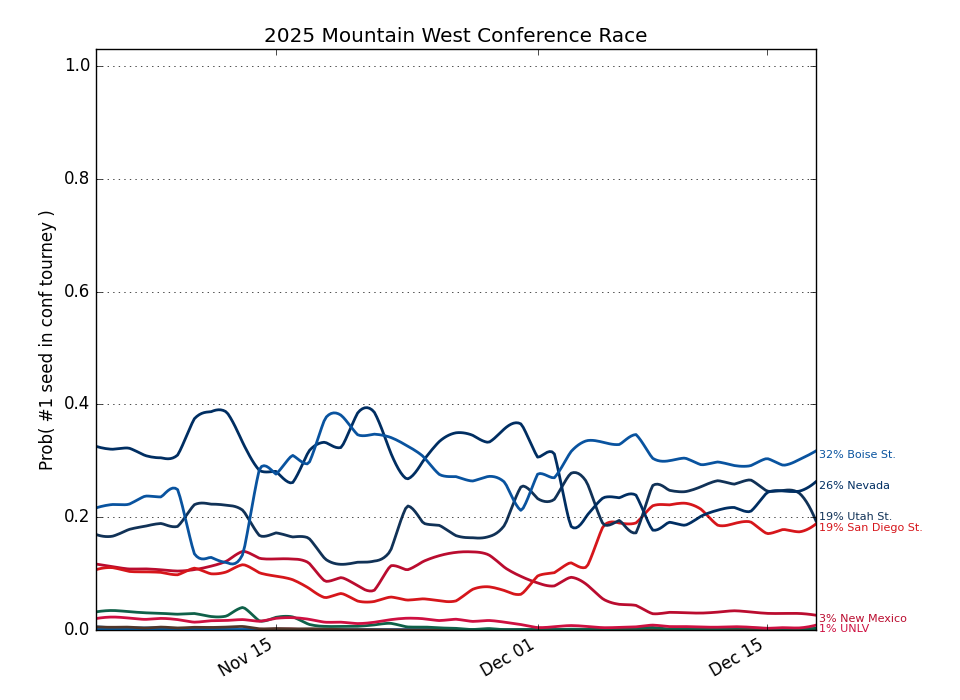 2025 Mountain West Conference Race
Prob( #1 seed in conf tourney )
1.0
0.8
0.6
0.4
0.2
0.0
Nov 15
Dec 01
Dec 15
32% Boise St.
26% Nevada
19% Utah St.
19% San Diego St.
3% New Mexico
1% UNLV